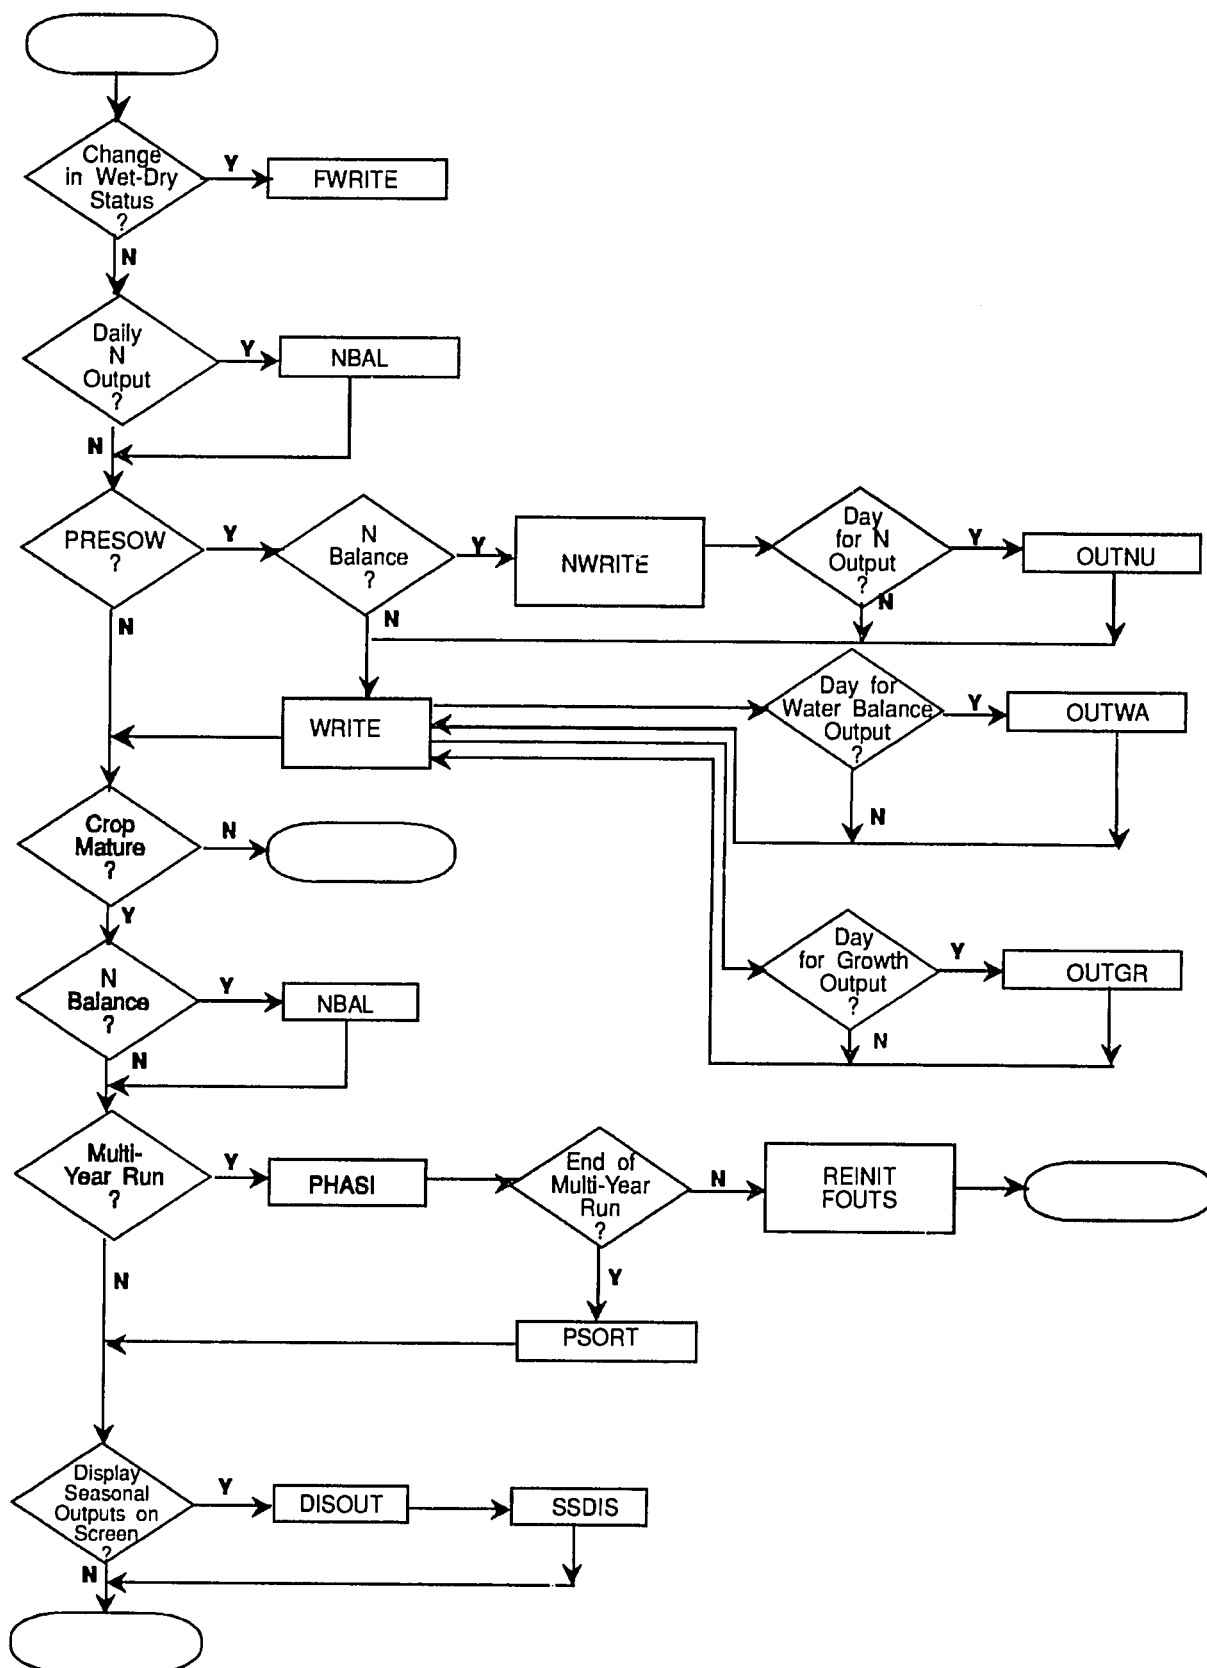 Change
in Wet-Dry
Status
?
Y
FWRITE
N
Daily
N
Output
?
Y
NBAL
N
PRESOW
?
Y
N
Balance
?
Y
NWRITE
Day
for N
Output
?
Y
OUTNU
N
N
N
WRITE
Day for
Water Balance
Output
?
Y
OUTWA
N
Crop
Mature
?
N
Y
Day
for Growth
Output
?
Y
OUTGR
N
N
Balance
?
Y
NBAL
N
Multi-
Year Run
?
Y
PHASI
End of
Multi-Year
Run
?
N
REINIT
FOUTS
N
Y
PSORT
Display
Seasonal
Outputs on
Screen
?
Y
DISOUT
SSDIS
N